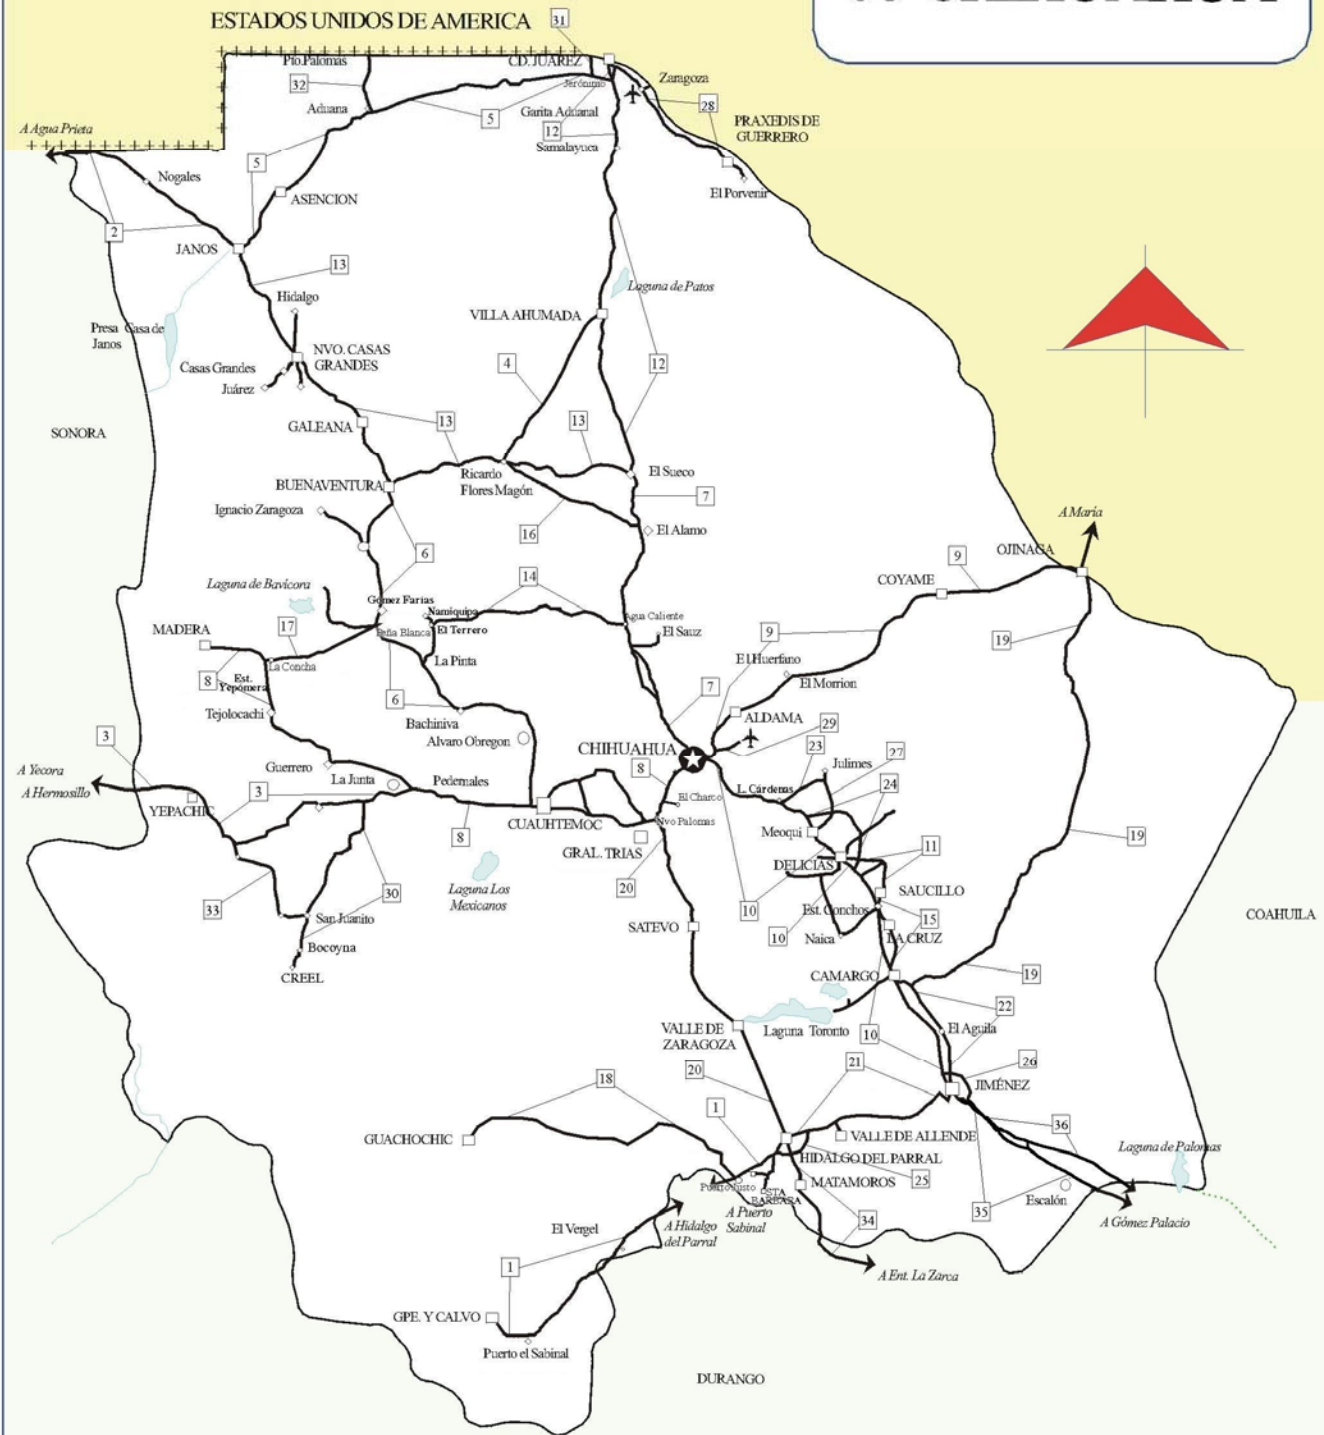 ESTADOS UNIDOS DE AMERICA
31
Pto.Palomas
CD. JUAREZ
32
Jerónimo
Zaragoza
Aduana
5
Garita Aduanal
28
12
PRAXEDIS DE
GUERRERO
A Agua Prieta
Samalayuca
5
Nogales
El Porvenir
ASENCION
2
JANOS
13
Laguna de Patos
Hidalgo
VILLA AHUMADA
Presa Casa de
Janos
NVO. CASAS
GRANDES
Casas Grandes
4
12
Juárez
13
13
GALEANA
SONORA
Ricardo
Flores Magón
El Sueco
BUENAVENTURA
7
Ignacio Zaragoza
A Maria
16
El Alamo
6
9
OJINAGA
14
COYAME
Laguna de Bavicora
Gómez Farías
Namiquipa
Agua Caliente
17
MADERA
Peña Blanca
El Terrero
El Sauz
9
19
La Concha
La Pinta
El Huerfano
8
Est.
Yepómera
El Morrion
6
7
Tejolocachi
Bachiniva
ALDAMA
29
3
Alvaro Obregon
CHIHUAHUA
23
27
A Yecora
A Hermosillo
Guerrero
La Junta
Pedernales
8
Julimes
24
3
L. Cárdenas
El Charco
YEPACHIC
CUAUHTEMOC
Nvo Palomas
Meoqui
8
GRAL. TRIAS
11
19
DELICIAS
Laguna Los
Mexicanos
20
SAUCILLO
33
30
10
Est. Conchos
15
San Juanito
SATEVO
COAHUILA
10
Naica
LA CRUZ
Bocoyna
CREEL
CAMARGO
19
22
VALLE DE
ZARAGOZA
Laguna Toronto
10
El Aguila
20
21
26
18
JIMÉNEZ
1
36
GUACHOCHIC
VALLE DE ALLENDE
Laguna de Palomas
HIDALGO DEL PARRAL
Puerto Justo
25
STA
BARBARA
MATAMOROS
Escalón
A Puerto
Sabinal
35
34
El Vergel
A Hidalgo
del Parral
A Gómez Palacio
1
A Ent. La Zarca
GPE. Y CALVO
Puerto el Sabinal
DURANGO